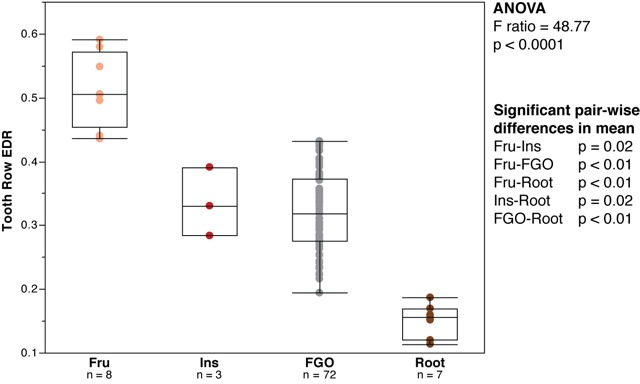 ANOVA
F ratio = 48.77
p < 0.0001
Significant pair-wise
differences in mean
Fru-Ins p = 0.02
Fru-FGO p < 0.01
Fru-Root p < 0.01
Ins-Root p = 0.02
FGO-Root p < 0.01
Tooth Row EDR
0.6
0.5
0.4
0.3
0.2
0.1
Fru Ins FGO Root
n = 8 n = 3 n = 72 n = 7